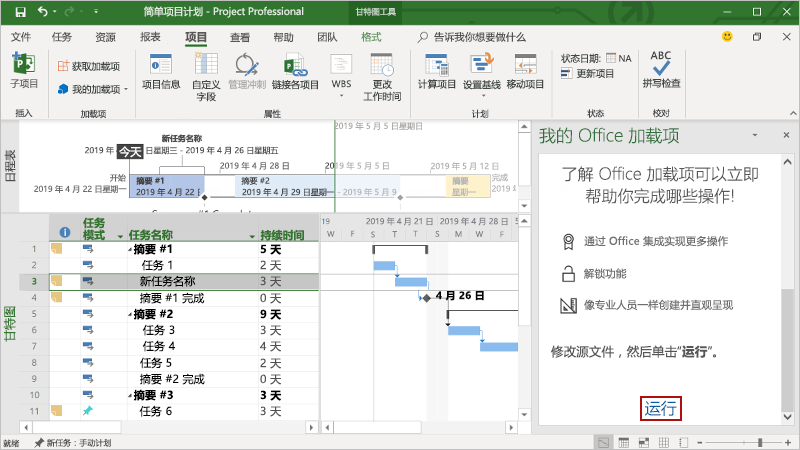 简单项目计划 - Project Professional
甘特图工具
文件 任务 资源 报表 项目 查看 帮助 团队 格式 告诉我你想要做什么
子项目
获取加载项
我的加载项
项目信息
自定义
字段
管理冲刺
链接各项目
WBS
更改
工作时间
计算项目
设置基线
移动项目
状态日期: NA
更新项目
ABC
拼写检查
插入 加载项 属性 计划 状态 校对
日程表
2019 年 5 月 5 日星期日
新任务名称
今天
星期三 - 2019 年 4 月 26 日星期五
2019 年 4 月 28 日 2019 年 5 月 5 日 2019 年 5 月 12 日
开始
2019 年 4 月 22 日
星期一
摘要 #1
2019 年 4 月 22 日
摘要 #2
2019 年 4 月 29 日星期一 - 2019 年 5 月 9
摘要
星期一
完成
2019 年
甘特图
任务
模式
任务名称
持续时间
19
2019 年 4 月 21 日
2019 年 4 月 28 日
W F S T T S M W F
1 摘要 #1 5 天
2 任务 1 2 天
3 新任务名称 3 天
4 摘要 #1 完成 0 天
4 月 26 日
5 摘要 #2 9 天
6 任务 3 3 天
7 任务 4 4 天
8 任务 5 2 天
9 摘要 #2 完成 0 天
10 摘要 #3 3 天
11 任务 6 3 天
我的 Office 加载项
了解 Office 加载项可以立即
帮助你完成哪些操作!
通过 Office 集成实现更多操作
解锁功能
像专业人员一样创建并直观呈现
修改源文件，然后单击“运行”。
运行
就绪 新任务: 手动计划